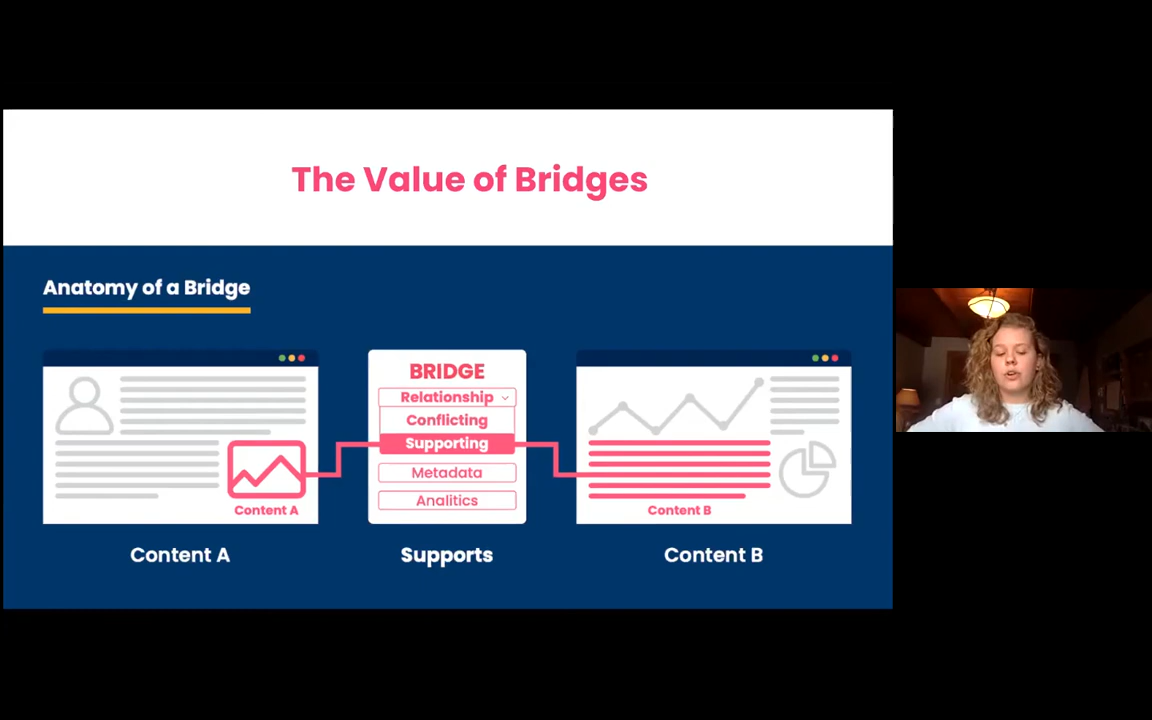 The Value of Bridges
Anatomy of a Bridge
BRIDGE
Relationship
Conflicting
Supporting
Metadata
Analitics
Content A
Content B
Content A
Supports
Content B